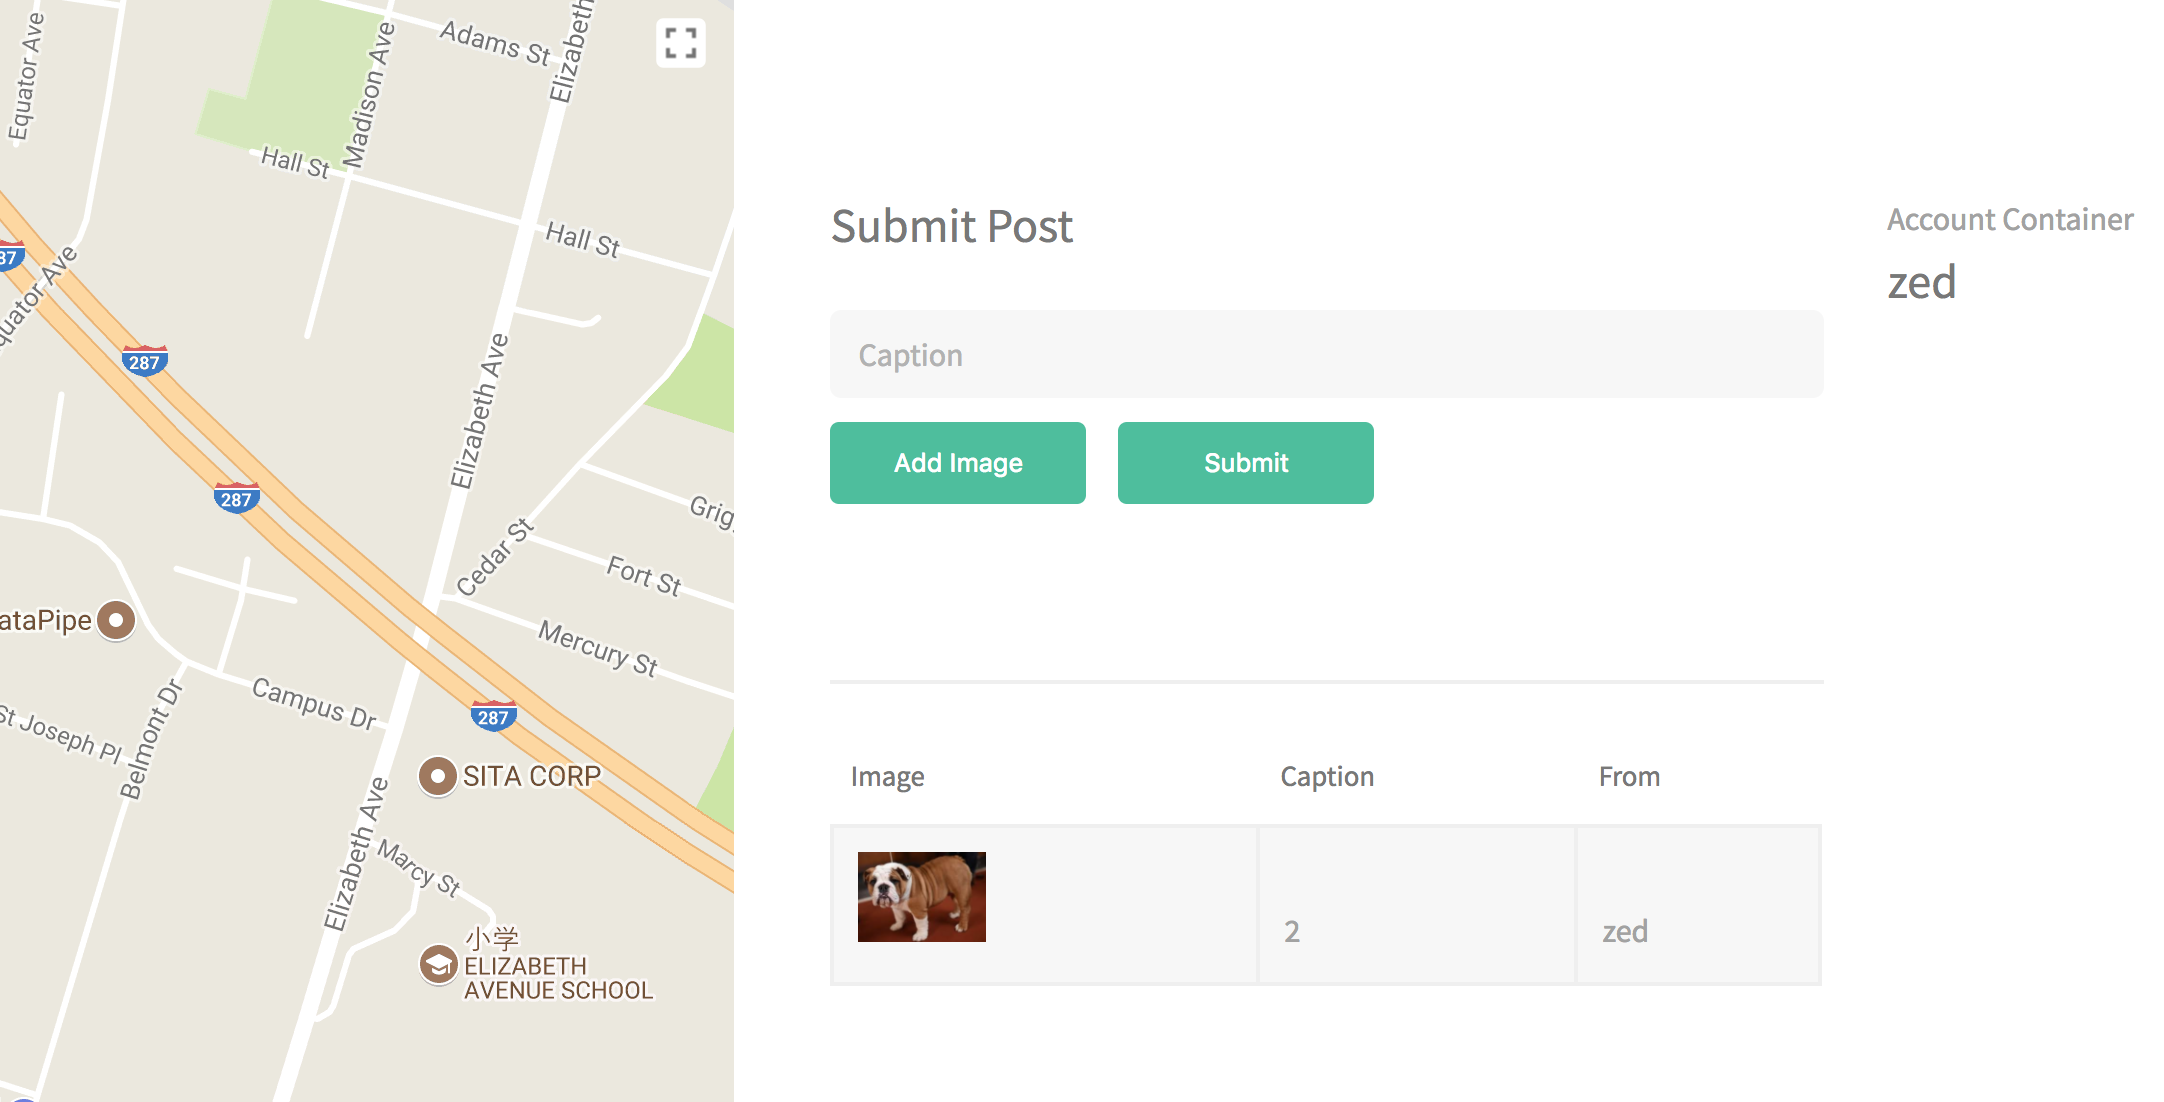 Equator Ave
Madison Ave
Adams St
Elizabeth
Hall St
Hall St
87
quator Ave
287
Elizabeth Ave
287
Grig
Cedar St
Fort St
ataPipe
Mercury St
Campus Dr
287
St Joseph Pl
Belmont Dr
SITA CORP
Elizabeth Ave
Marcy St
小学
ELIZABETH
AVENUE SCHOOL
Submit Post
Caption
Add Image
Submit
Account Container
zed
Image
Caption
From
2
zed